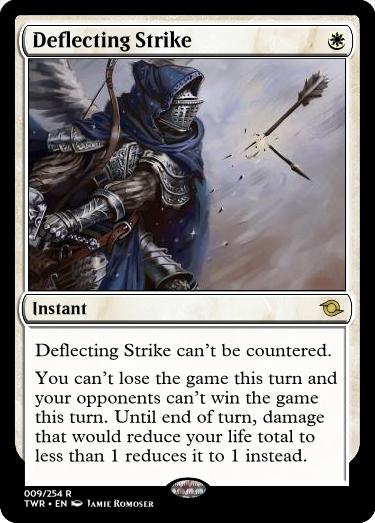 Deflecting Strike
Instant
Deflecting Strike can't be countered.
You can't lose the game this turn and
your opponents can't win the game
this turn. Until end of turn, damage
that would reduce your life total to
less than 1 reduces it to 1 instead.
009/254 R
TWR • EN Jamie Romoser